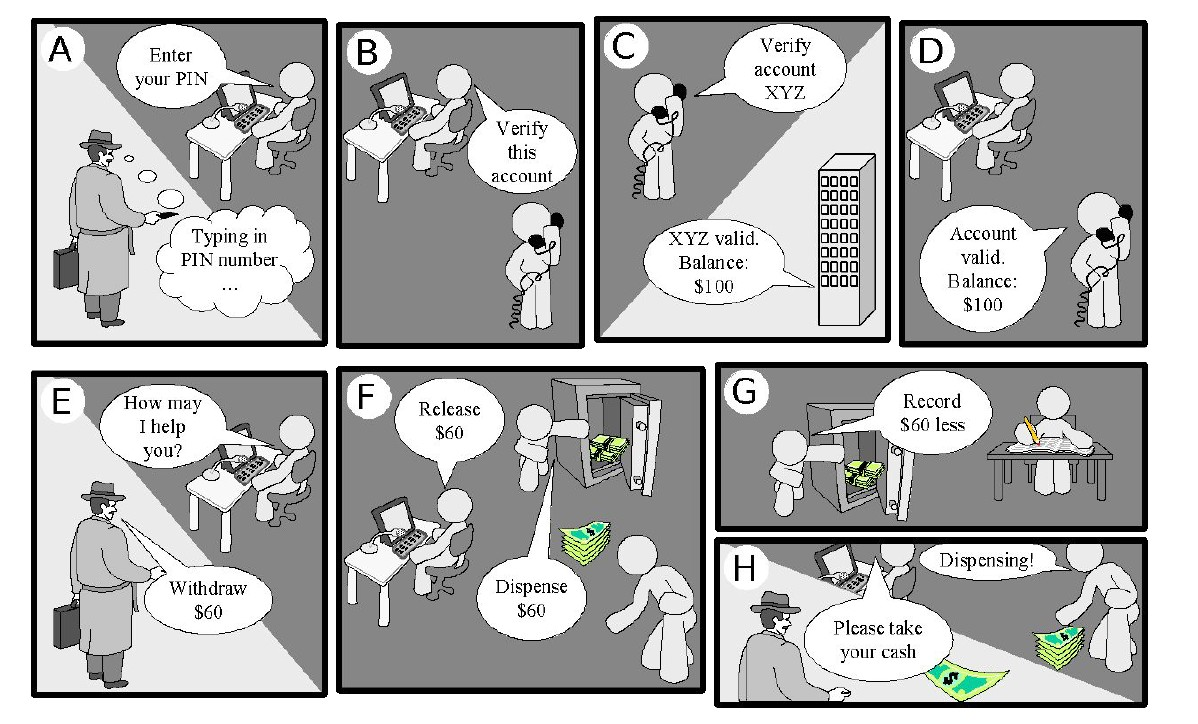 A
Enter
your PIN
Typing in
PIN number
...
B
Verify
this
account
C
Verify
account
XYZ
XYZ valid.
Balance:
$100
D
Account
valid.
Balance:
$100
E
How may
I help
you?
Withdraw
$60
F
Release
$60
Dispense
$60
G
Record
$60 less
H
Dispensing!
Please take
your cash
$